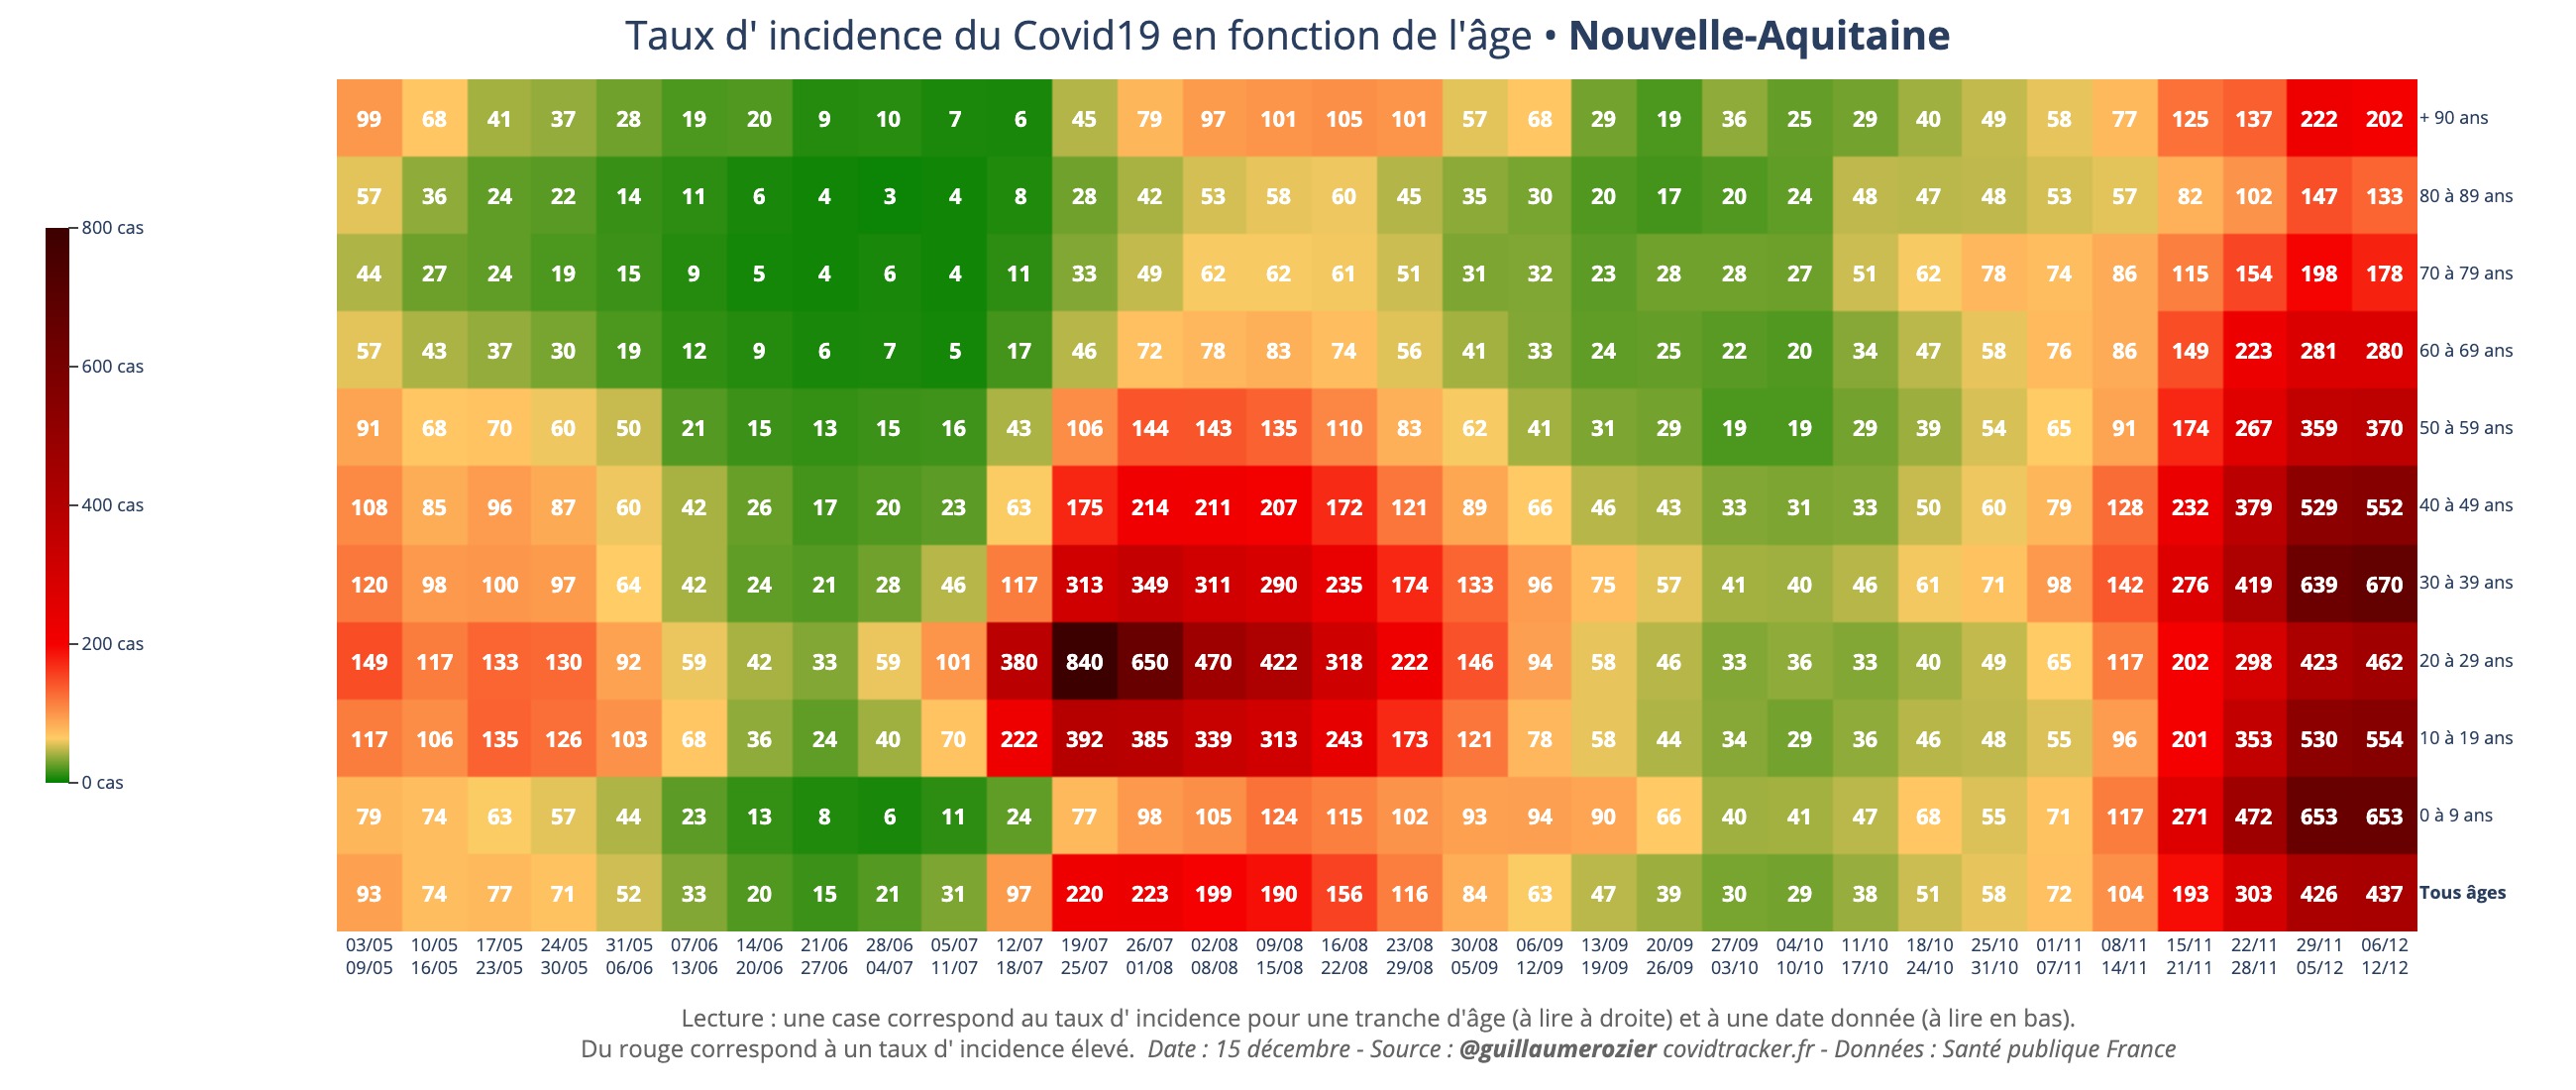 Taux d' incidence du Covid19 en fonction de l'âge • Nouvelle-Aquitaine
800 cas
600 cas
400 cas
200 cas
0 cas
99 68 41 37 28 19 20 9 10 7 6 45 79 97 101 105 101 57 68 29 19 36 25 29 40 49 58 77 125 137 222 202 + 90 ans
57 36 24 22 14 11 6 4 3 4 8 28 42 53 58 60 45 35 30 20 17 20 24 48 47 48 53 57 82 102 147 133 80 à 89 ans
44 27 24 19 15 9 5 4 6 4 11 33 49 62 62 61 51 31 32 23 28 28 27 51 62 78 74 86 115 154 198 178 70 à 79 ans
57 43 37 30 19 12 9 6 7 5 17 46 72 78 83 74 56 41 33 24 25 22 20 34 47 58 76 86 149 223 281 280 60 à 69 ans
91 68 70 60 50 21 15 13 15 16 43 106 144 143 135 110 83 62 41 31 29 19 19 29 39 54 65 91 174 267 359 370 50 à 59 ans
108 85 96 87 60 42 26 17 20 23 63 175 214 211 207 172 121 89 66 46 43 33 31 33 50 60 79 128 232 379 529 552 40 à 49 ans
120 98 100 97 64 42 24 21 28 46 117 313 349 311 290 235 174 133 96 75 57 41 40 46 61 71 98 142 276 419 639 670 30 à 39 ans
149 117 133 130 92 59 42 33 59 101 380 840 650 470 422 318 222 146 94 58 46 33 36 33 40 49 65 117 202 298 423 462 20 à 29 ans
117 106 135 126 103 68 36 24 40 70 222 392 385 339 313 243 173 121 78 58 44 34 29 36 46 48 55 96 201 353 530 554 10 à 19 ans
79 74 63 57 44 23 13 8 6 11 24 77 98 105 124 115 102 93 94 90 66 40 41 47 68 55 71 117 271 472 653 653 0 à 9 ans
93 74 77 71 52 33 20 15 21 31 97 220 223 199 190 156 116 84 63 47 39 30 29 38 51 58 72 104 193 303 426 437 Tous âges
03/05 10/05 17/05 24/05 31/05 07/06 14/06 21/06 28/06 05/07 12/07 19/07 26/07 02/08 09/08 16/08 23/08 30/08 06/09 13/09 20/09 27/09 04/10 11/10 18/10 25/10 01/11 08/11 15/11 22/11 29/11 06/12
09/05 16/05 23/05 30/05 06/06 13/06 20/06 27/06 04/07 11/07 18/07 25/07 01/08 08/08 15/08 22/08 29/08 05/09 12/09 19/09 26/09 03/10 10/10 17/10 24/10 31/10 07/11 14/11 21/11 28/11 05/12 12/12
Lecture : une case correspond au taux d' incidence pour une tranche d'âge (à lire à droite) et à une date donnée (à lire en bas).
Du rouge correspond à un taux d' incidence élevé. Date : 15 décembre - Source : @guillaumerozier covidtracker.fr - Données : Santé publique France